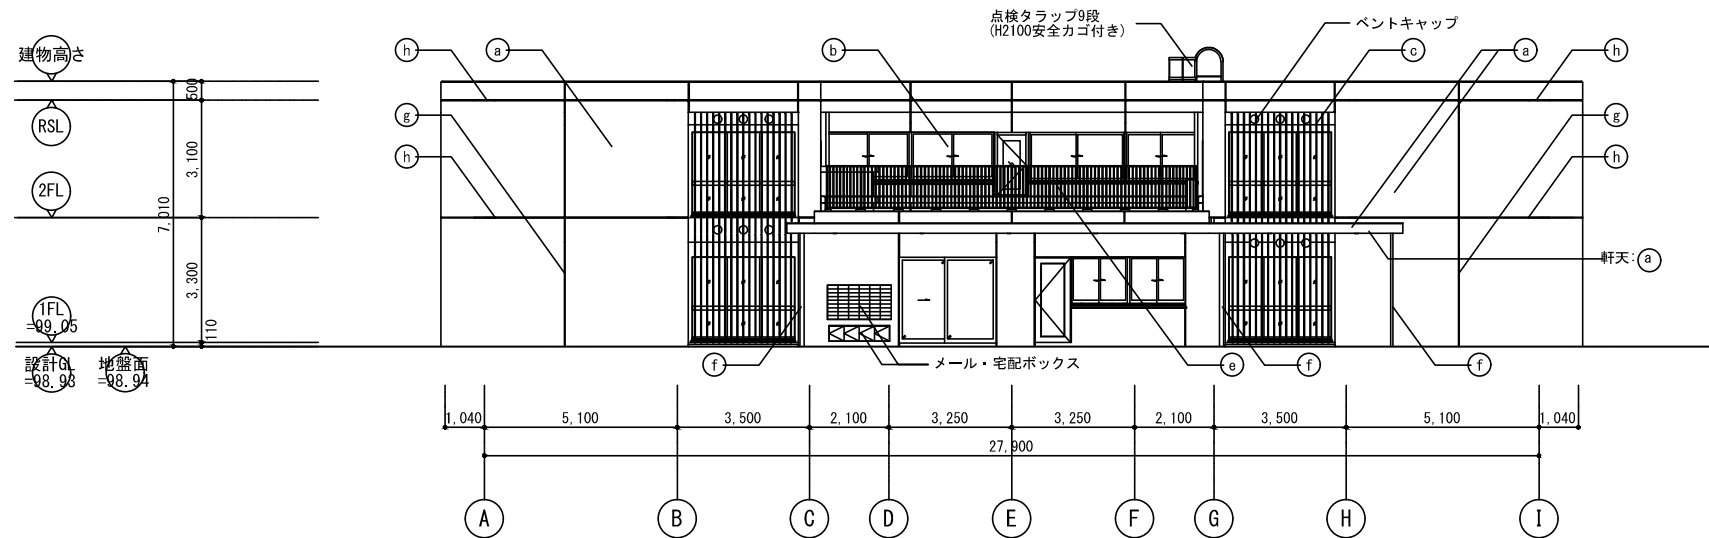 点検タラップ9段
(H2100安全カゴ付き)
ベントキャップ
建物高さ
h
a
b
c
a
h
500
RSL
g
g
h
h
3,100
2FL
7,010
3,300
軒天:a
1FL
=99.05
110
設計GL
=98.93
地盤面
=98.94
f
メール・宅配ボックス
e
f
f
1,040
5,100
3,500
2,100
3,250
3,250
2,100
3,500
5,100
1,040
27,900
A
B
C
D
E
F
G
H
I